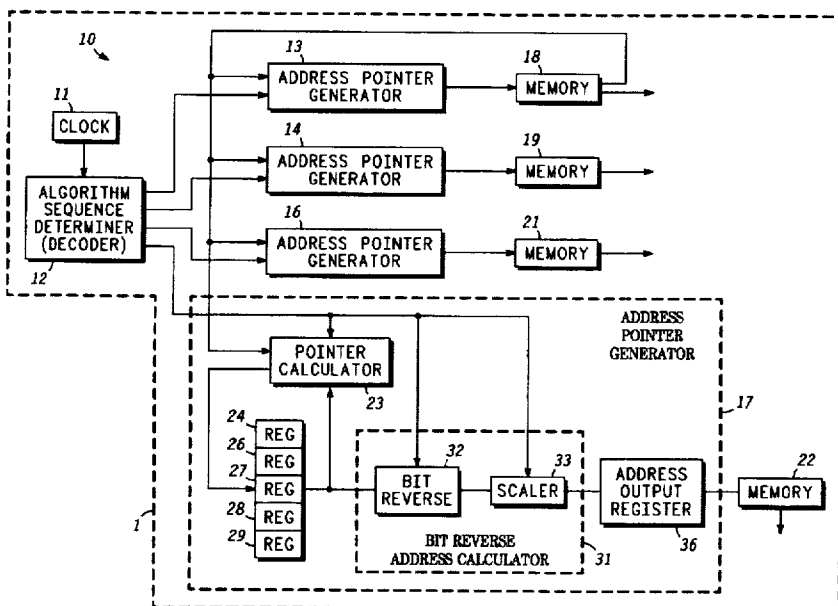 10
11
CLOCK
ALGORITHM
SEQUENCE
DETERMINER
(DECODER)
12
13
ADDRESS POINTER
GENERATOR
18
MEMORY
14
ADDRESS POINTER
GENERATOR
19
MEMORY
16
ADDRESS POINTER
GENERATOR
21
MEMORY
ADDRESS
POINTER
GENERATOR
17
POINTER
CALCULATOR
23
24
REG
26
REG
27
REG
28
REG
29
REG
32
BIT
REVERSE
33
SCALER
BIT REVERSE
ADDRESS CALCULATOR
31
ADDRESS
OUTPUT
REGISTER
36
22
MEMORY
1